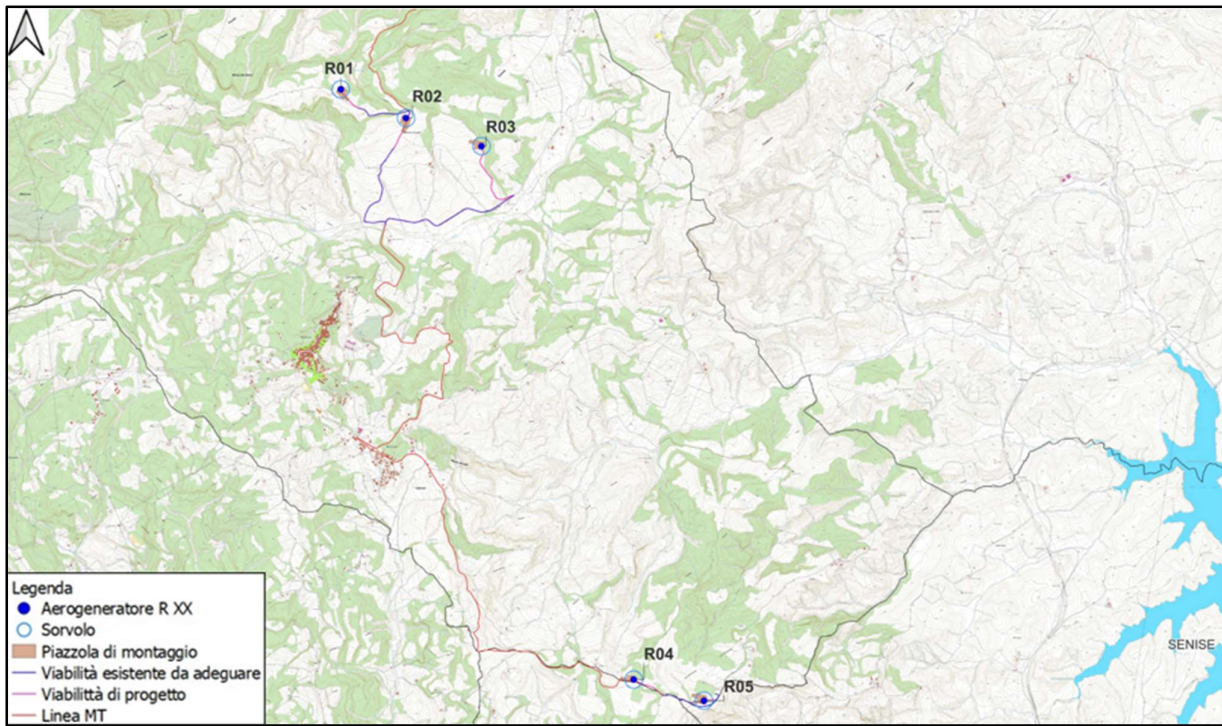 R01
R02
R03
R04
R05
SENISE
Legenda
Aerogeneratore R XX
Sorvolo
Piazzola di montaggio
Viabilità esistente da adeguare
Viabilittà di progetto
Linea MT